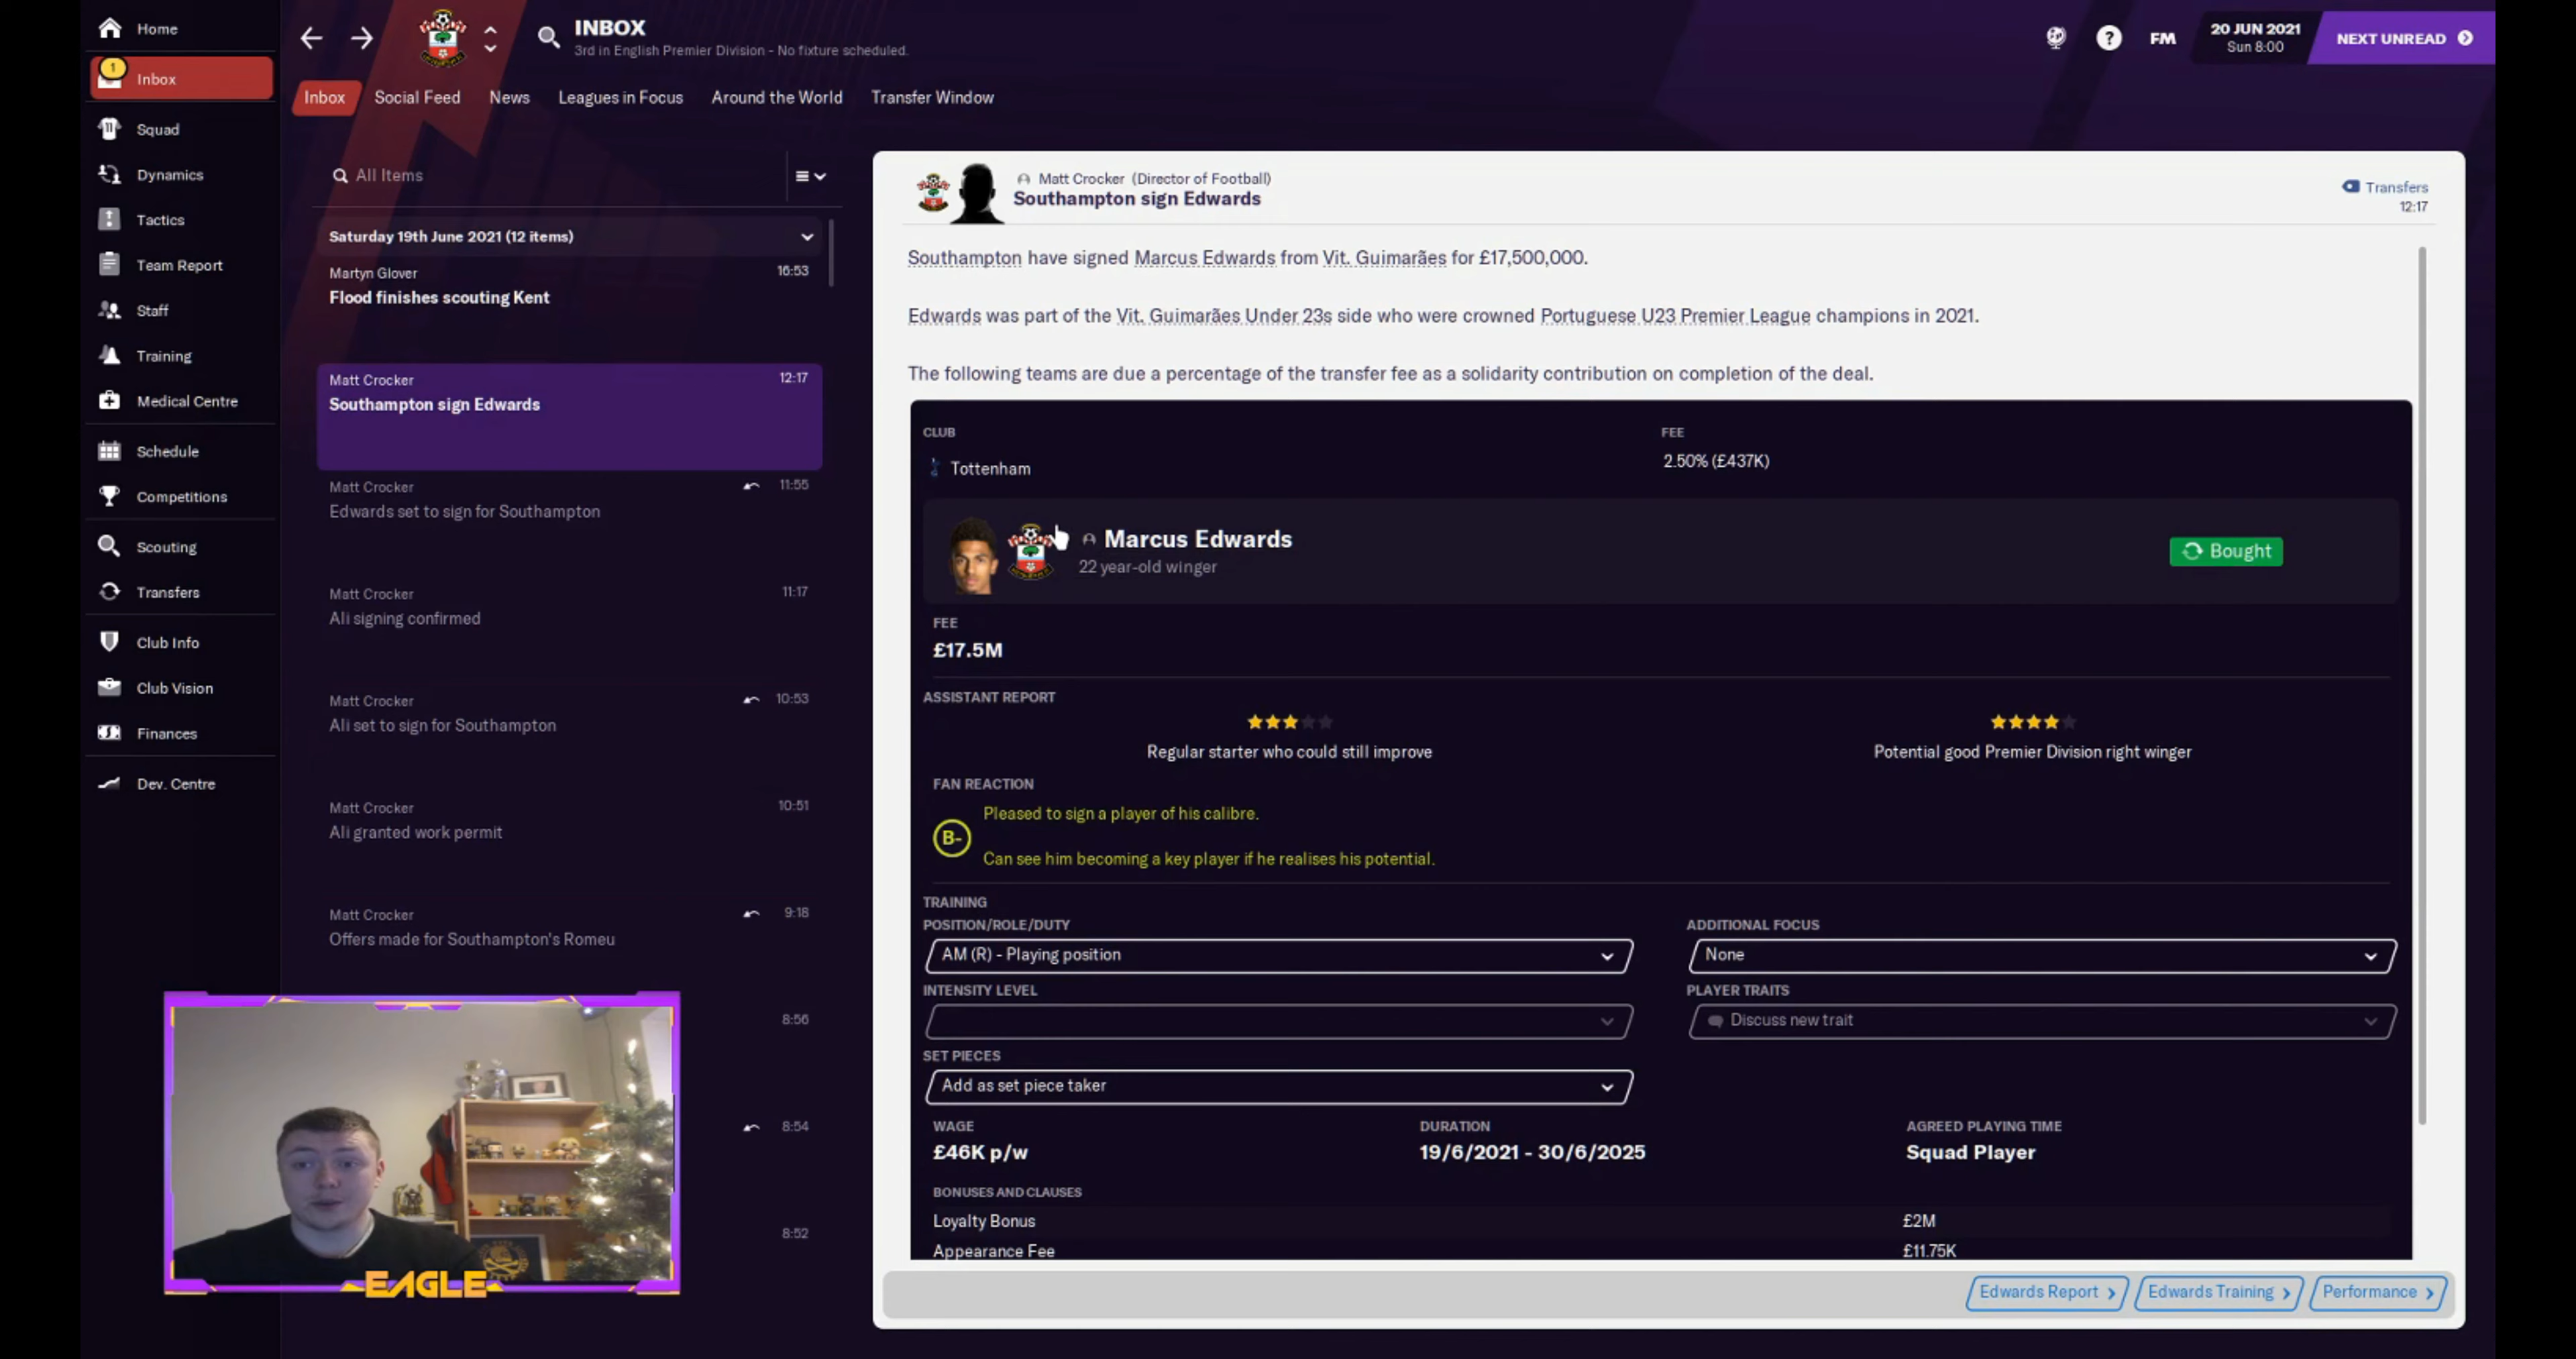 Home
1
Inbox
11
Squad
Dynamics
Tactics
Team Report
Staff
Training
Medical Centre
Schedule
Competitions
Scouting
Transfers
Club Info
Club Vision
Finances
Dev. Centre
INBOX
3rd in English Premier Division - No fixture scheduled.
?
FM
20 JUN 2021
Sun 8:00
NEXT UNREAD
Inbox
Social Feed
News
Leagues in Focus
Around the World
Transfer Window
All Items
Saturday 19th June 2021 (12 items)
Martyn Glover 16:53
Flood finishes scouting Kent
Matt Crocker 12:17
Southampton sign Edwards
Matt Crocker 11:55
Edwards set to sign for Southampton
Matt Crocker 11:17
Ali signing confirmed
Matt Crocker 10:53
Ali set to sign for Southampton
Matt Crocker 10:51
Ali granted work permit
Matt Crocker 9:18
Offers made for Southampton's Romeu
8:56
8:54
8:52
EAGLE
Matt Crocker (Director of Football)
Southampton sign Edwards
Transfers
12:17
Southampton have signed Marcus Edwards from Vit. Guimarães for £17,500,000.
Edwards was part of the Vit. Guimarães Under 23s side who were crowned Portuguese U23 Premier League champions in 2021.
The following teams are due a percentage of the transfer fee as a solidarity contribution on completion of the deal.
CLUB FEE
Tottenham 2.50% (£437K)
Marcus Edwards
22 year-old winger
Bought
FEE
£17.5M
ASSISTANT REPORT
Regular starter who could still improve
Potential good Premier Division right winger
FAN REACTION
B-
Pleased to sign a player of his calibre.
Can see him becoming a key player if he realises his potential.
TRAINING
POSITION/ROLE/DUTY ADDITIONAL FOCUS
AM (R) - Playing position None
INTENSITY LEVEL PLAYER TRAITS
Discuss new trait
SET PIECES
Add as set piece taker
WAGE DURATION AGREED PLAYING TIME
£46K p/w 19/6/2021 - 30/6/2025 Squad Player
BONUSES AND CLAUSES
Loyalty Bonus £2M
Appearance Fee £11.75K
Edwards Report
Edwards Training
Performance